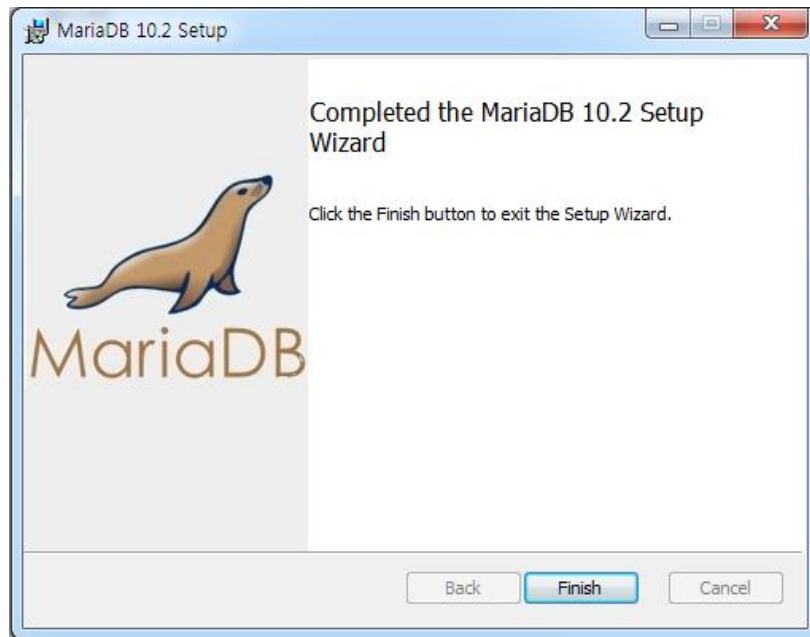 MariaDB 10.2 Setup
Completed the MariaDB 10.2 Setup
Wizard
Click the Finish button to exit the Setup Wizard.
MariaDB
Back
Finish
Cancel